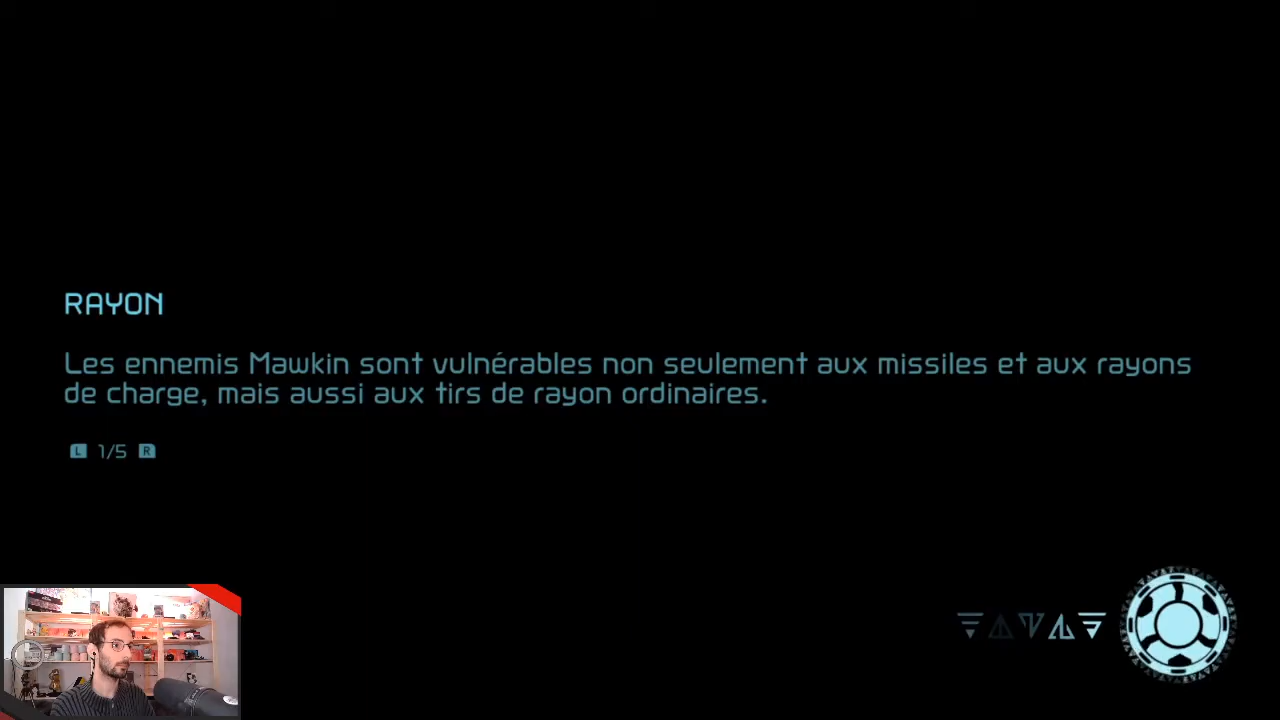 RAYON
Les ennemis Mawkin sont vulnérables non seulement aux missiles et aux rayons
de charge, mais aussi aux tirs de rayon ordinaires.
L 1/5 R